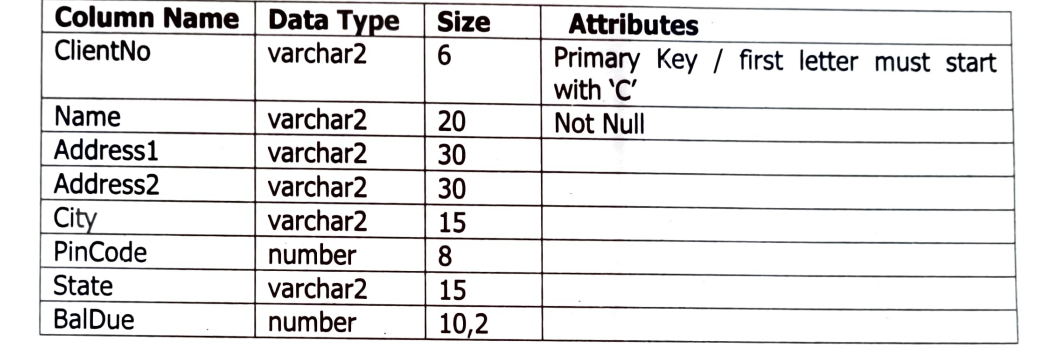 Column Name Data Type Size Attributes
ClientNo varchar2 6 Primary Key / first letter must start
with ‘C’
Name varchar2 20 Not Null
Address1 varchar2 30
Address2 varchar2 30
City varchar2 15
PinCode number 8
State varchar2 15
BalDue number 10,2